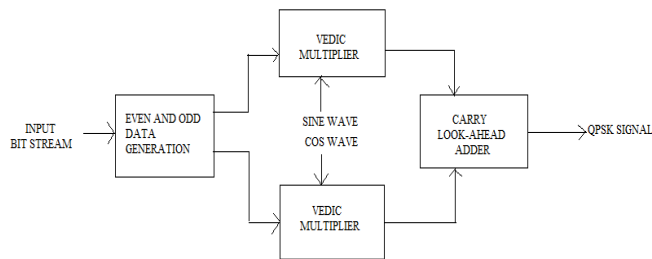 INPUT
BIT STREAM
EVEN AND ODD
DATA
GENERATION
VEDIC
MULTIPLIER
SINE WAVE
COS WAVE
VEDIC
MULTIPLIER
CARRY
LOOK-AHEAD
ADDER
QPSK SIGNAL